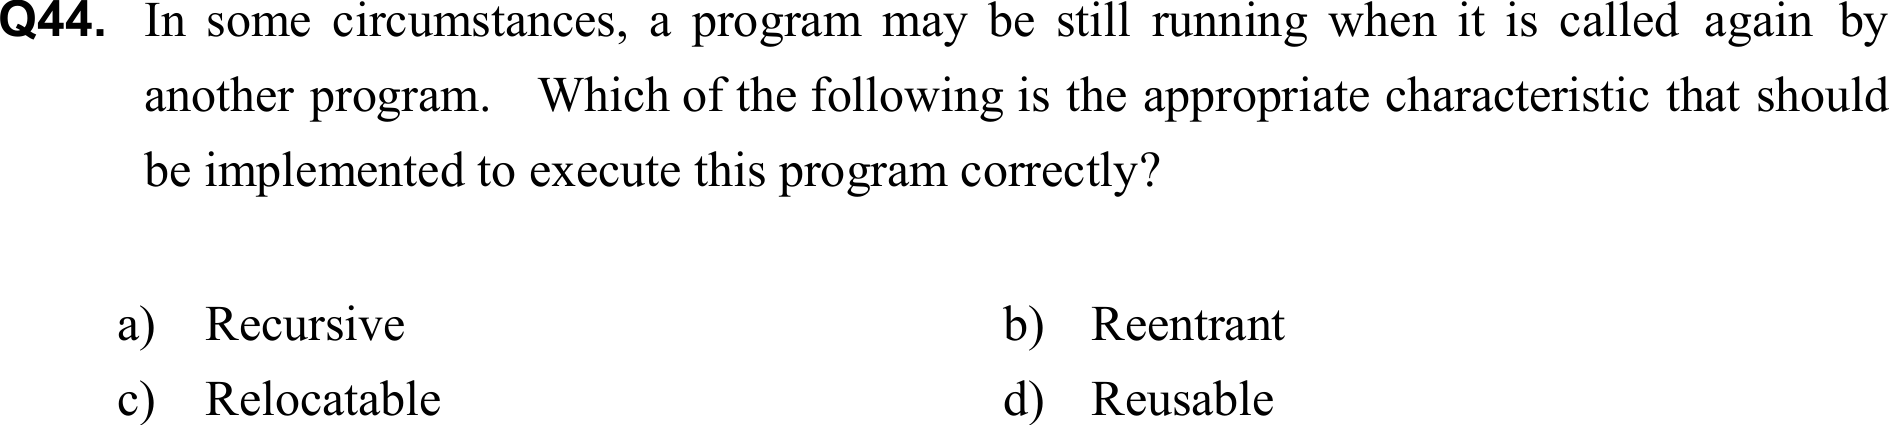 Q44. In some circumstances, a program may be still running when it is called again by
another program. Which of the following is the appropriate characteristic that should
be implemented to execute this program correctly?
a) Recursive b) Reentrant
c) Relocatable d) Reusable